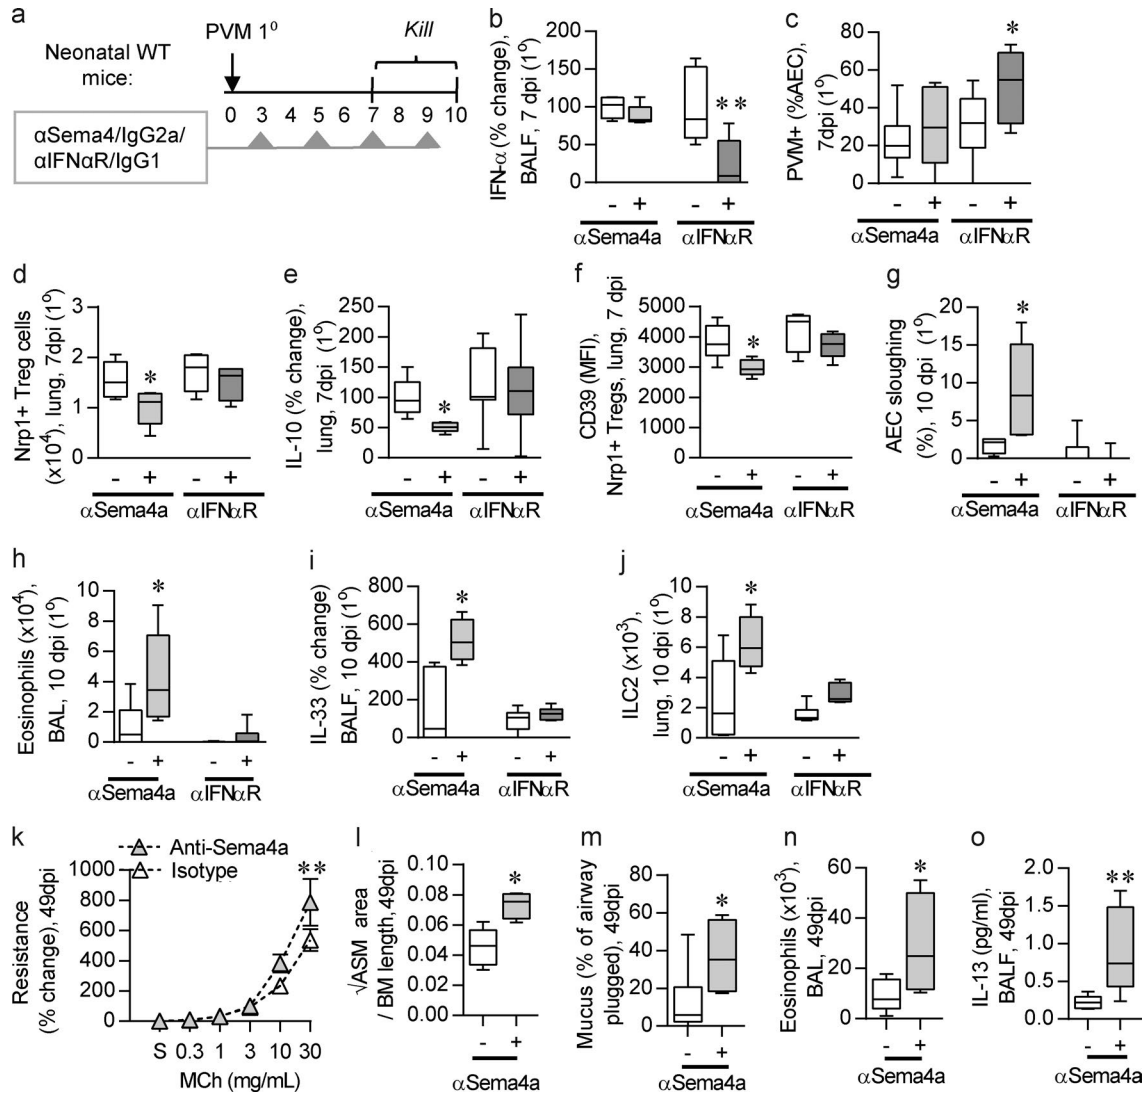 a
PVM 1⁰
Kill
Neonatal WT
mice:
0 3 4 5 6 7 8 9 10
αSema4/IgG2a/
αIFNαR/IgG1
b
IFN-α (% change),
BALF, 7 dpi (1⁰)
150
100
50
0
**
- + - +
αSema4a αIFNαR
c
PVM+ (%AEC),
7dpi (1⁰)
80
60
40
20
0
*
- + - +
αSema4a αIFNαR
d
Nrp1+ Treg cells
(x10⁴), lung, 7dpi (1⁰)
3
2
1
0
*
- + - +
αSema4a αIFNαR
e
IL-10 (% change),
lung, 7dpi (1⁰)
250
200
150
100
50
0
*
- + - +
αSema4a αIFNαR
f
CD39 (MFI),
Nrp1+ Tregs, lung, 7 dpi
5000
4000
3000
2000
1000
0
*
- + - +
αSema4a αIFNαR
g
AEC sloughing
(%), 10 dpi (1⁰)
20
15
10
5
0
*
- + - +
αSema4a αIFNαR
h
Eosinophils (x10⁴),
BAL, 10 dpi (1⁰)
10
8
6
4
2
0
*
- + - +
αSema4a αIFNαR
i
IL-33 (% change)
BALF, 10 dpi (1⁰)
800
600
400
200
0
*
- + - +
αSema4a αIFNαR
j
ILC2 (x10³),
lung, 10 dpi (1⁰)
10
8
6
4
2
0
*
- + - +
αSema4a αIFNαR
k
Anti-Sema4a
Isotype
Resistance
(% change), 49dpi
1000
800
600
400
200
0
**
S 0.3 1 3 10 30
MCh (mg/mL)
l
√ASM area
/ BM length, 49dpi
0.10
0.08
0.06
0.04
0.02
0.00
*
- +
αSema4a
m
Mucus (% of airway
plugged), 49dpi
80
60
40
20
0
*
- +
αSema4a
n
Eosinophils (x10³),
BAL, 49dpi
60
40
20
0
*
- +
αSema4a
o
IL-13 (pg/ml),
BALF, 49dpi
2.0
1.5
1.0
0.5
0.0
**
- +
αSema4a